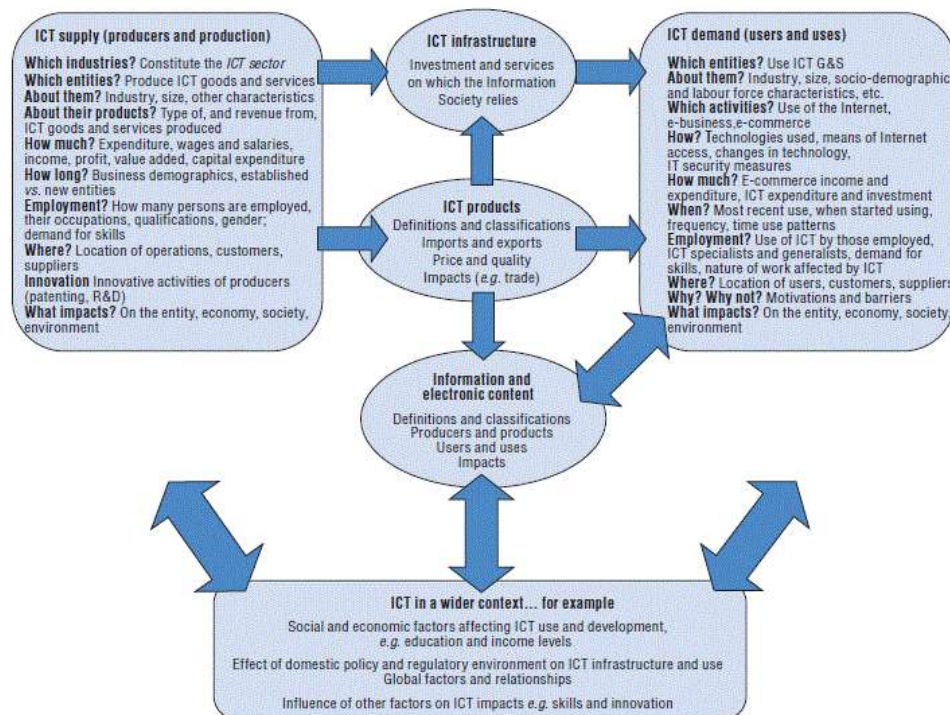 ICT supply (producers and production)
Which industries? Constitute the ICT sector
Which entities? Produce ICT goods and services
About them? Industry, size, other characteristics
About their products? Type of, and revenue from,
ICT goods and services produced
How much? Expenditure, wages and salaries,
income, profit, value added, capital expenditure
How long? Business demographics, established
vs. new entities
Employment? How many persons are employed,
their occupations, qualifications, gender;
demand for skills
Where? Location of operations, customers,
suppliers
Innovation Innovative activities of producers
(patenting, R&D)
What impacts? On the entity, economy, society,
environment
ICT infrastructure
Investment and services
on which the Information
Society relies
ICT products
Definitions and classifications
Imports and exports
Price and quality
Impacts (e.g. trade)
Information and
electronic content
Definitions and classifications
Producers and products
Users and uses
Impacts
ICT demand (users and uses)
Which entities? Use ICT G&S
About them? Industry, size, socio-demographic
and labour force characteristics, etc.
Which activities? Use of the Internet,
e-business,e-commerce
How? Technologies used, means of Internet
access, changes in technology,
IT security measures
How much? E-commerce income and
expenditure, ICT expenditure and investment
When? Most recent use, when started using,
frequency, time use patterns
Employment? Use of ICT by those employed,
ICT specialists and generalists, demand for
skills, nature of work affected by ICT
Where? Location of users, customers, suppliers
Why? Why not? Motivations and barriers
What impacts? On the entity, economy, society,
environment
ICT in a wider context... for example
Social and economic factors affecting ICT use and development,
e.g. education and income levels
Effect of domestic policy and regulatory environment on ICT infrastructure and use
Global factors and relationships
Influence of other factors on ICT impacts e.g. skills and innovation